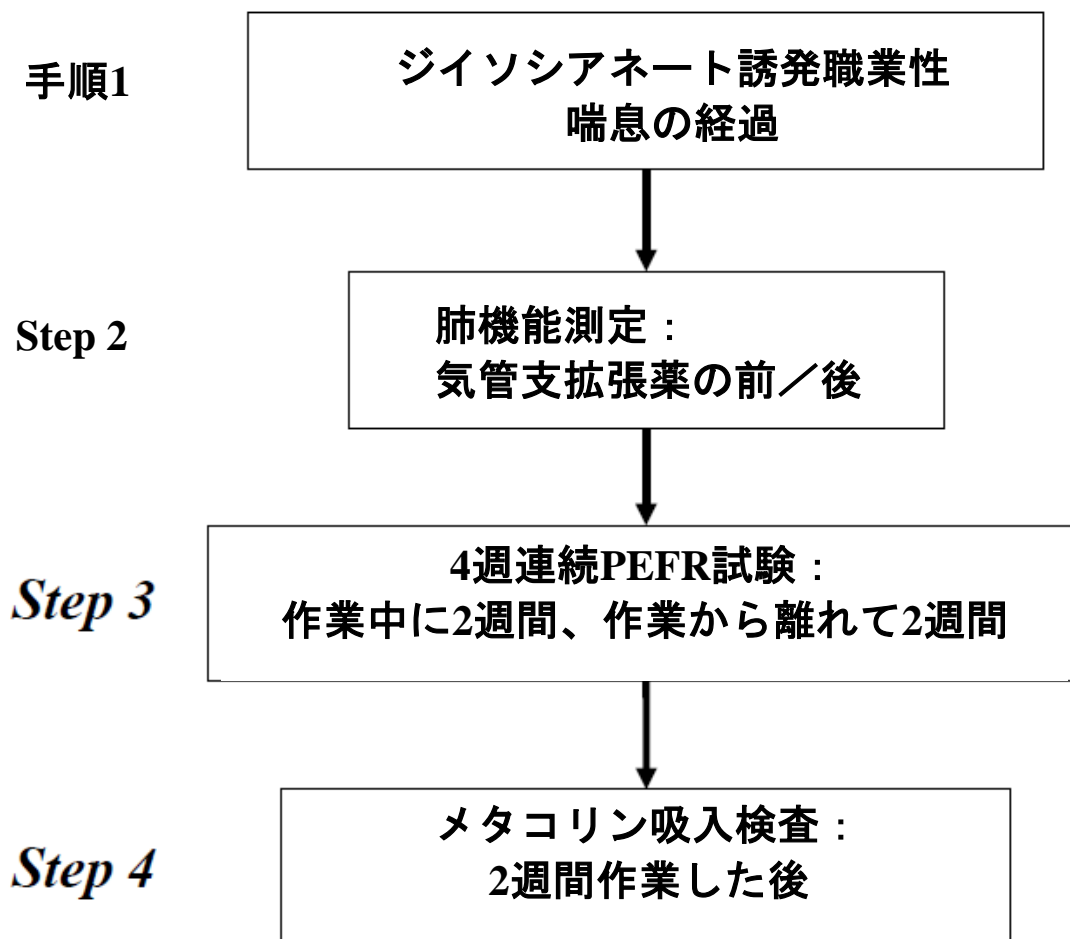 手順1
ジイソシアネート誘発職業性
喘息の経過
Step 2
肺機能測定：
気管支拡張薬の前／後
Step 3
4週連続PEFR試験：
作業中に2週間、作業から離れて2週間
Step 4
メタコリン吸入検査：
2週間作業した後